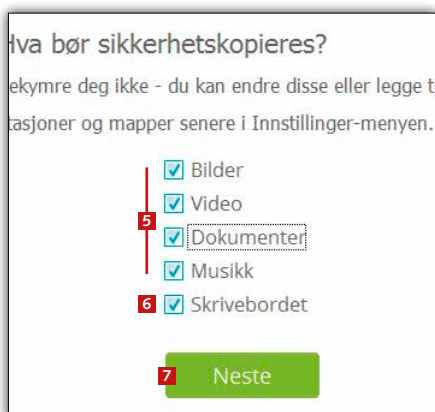 Hva bør sikkerhetskopieres?
ekymre deg ikke - du kan endre disse eller legge t
tasjoner og mapper senere i Innstillinger-menyen.
Bilder
Video
5
Dokumenter
Musikk
6 Skrivebordet
7 Neste